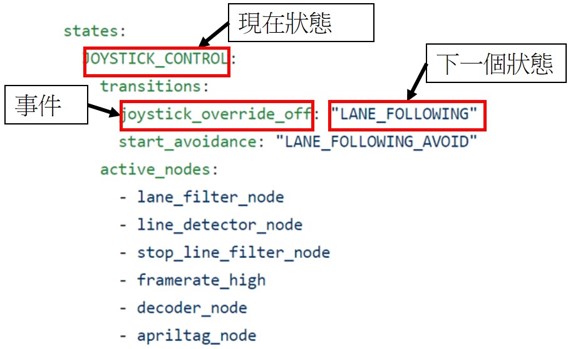 現在狀態
states:
JOYSTICK_CONTROL:
下一個狀態
transitions:
事件
joystick_override_off: "LANE_FOLLOWING"
start_avoidance: "LANE_FOLLOWING_AVOID"
active_nodes:
- lane_filter_node
- line_detector_node
- stop_line_filter_node
- framerate_high
- decoder_node
- apriltag_node